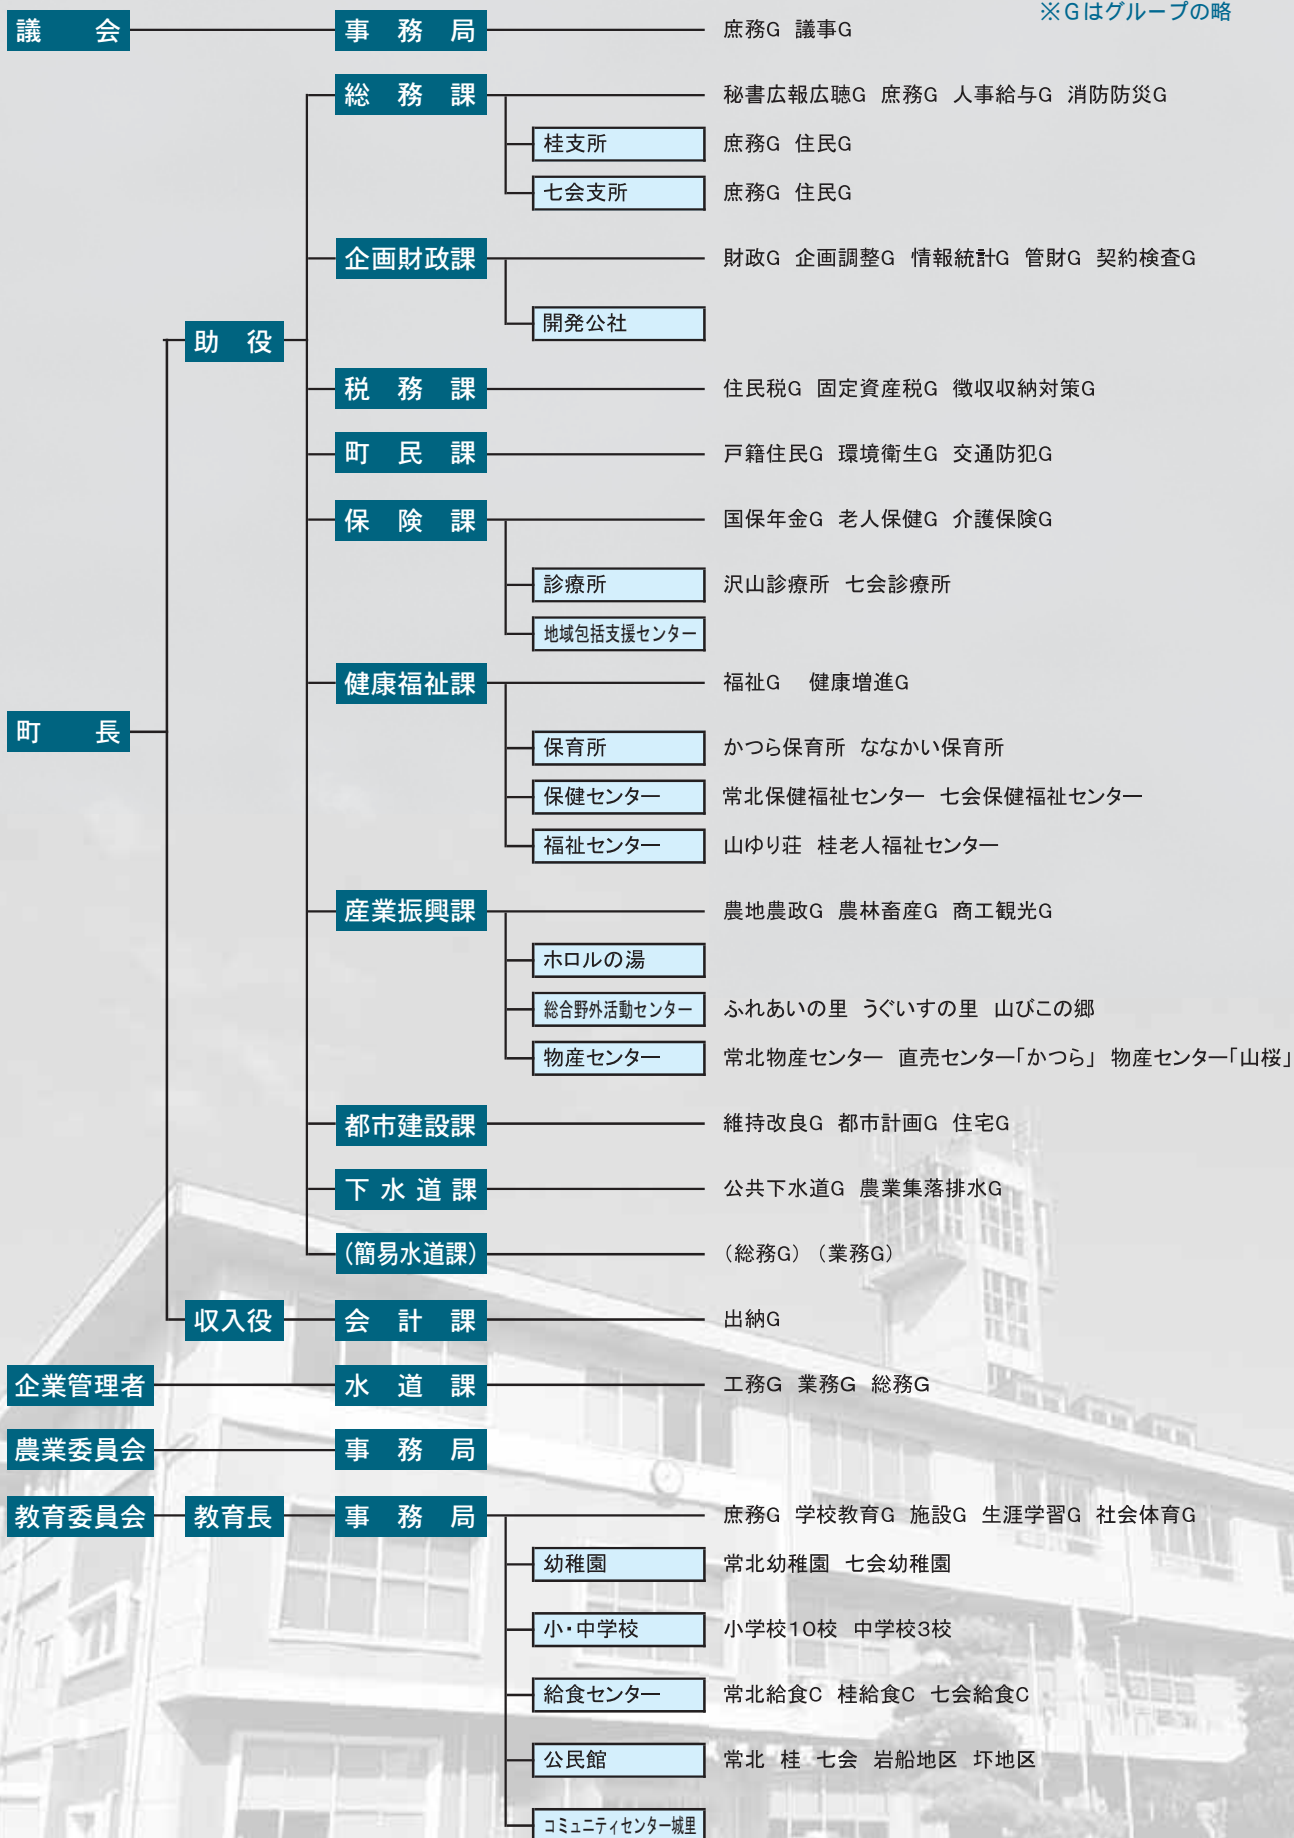 ※Gはグループの略
議会 事務局 庶務G 議事G
総務課 秘書広報広聴G 庶務G 人事給与G 消防防災G
桂支所 庶務G 住民G
七会支所 庶務G 住民G
企画財政課 財政G 企画調整G 情報統計G 管財G 契約検査G
開発公社
助役
税務課 住民税G 固定資産税G 徴収収納対策G
町民課 戸籍住民G 環境衛生G 交通防犯G
保険課 国保年金G 老人保健G 介護保険G
診療所 沢山診療所 七会診療所
地域包括支援センター
健康福祉課 福祉G 健康増進G
町長
保育所 かつら保育所 ななかい保育所
保健センター 常北保健福祉センター 七会保健福祉センター
福祉センター 山ゆり荘 桂老人福祉センター
産業振興課 農地農政G 農林畜産G 商工観光G
ホロルの湯
総合野外活動センター ふれあいの里 うぐいすの里 山びこの郷
物産センター 常北物産センター 直売センター「かつら」 物産センター「山桜」
都市建設課 維持改良G 都市計画G 住宅G
下水道課 公共下水道G 農業集落排水G
(簡易水道課) (総務G) (業務G)
収入役 会計課 出納G
企業管理者 水道課 工務G 業務G 総務G
農業委員会 事務局
教育委員会 教育長 事務局 庶務G 学校教育G 施設G 生涯学習G 社会体育G
幼稚園 常北幼稚園 七会幼稚園
小・中学校 小学校10校 中学校3校
給食センター 常北給食C 桂給食C 七会給食C
公民館 常北 桂 七会 岩船地区 圷地区
コミュニティセンター城里